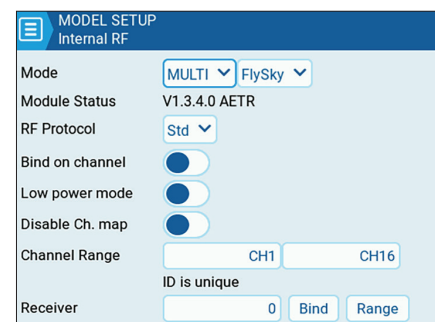 MODEL SETUP
Internal RF
Mode MULTI FlySky
Module Status V1.3.4.0 AETR
RF Protocol Std
Bind on channel
Low power mode
Disable Ch. map
Channel Range CH1 CH16
ID is unique
Receiver 0 Bind Range